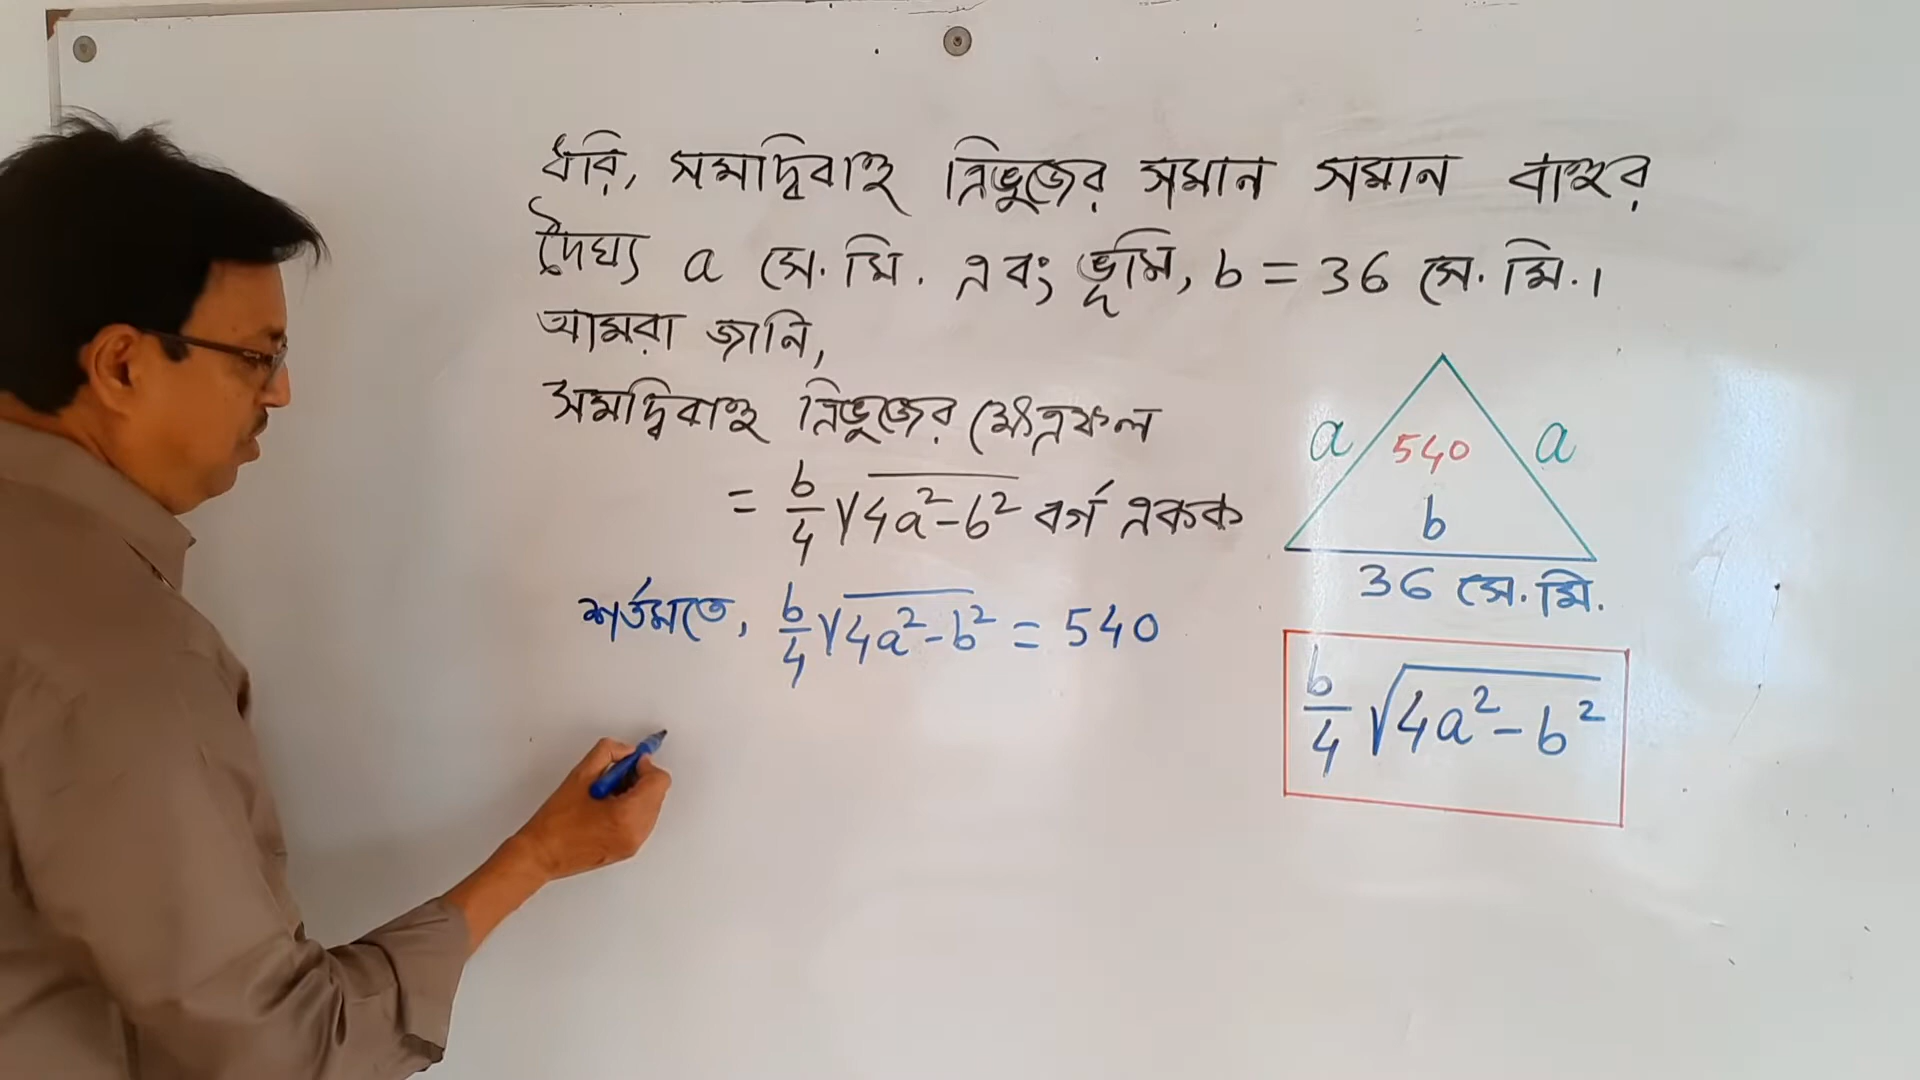 ধরি, সমদ্বিবাহু ত্রিভুজের সমান সমান বাহুর
দৈঘ্য a সে. মি. এবং ভূমি, b = 36 সে. মি.।
আমরা জানি,
সমদ্বিবাহু ত্রিভুজের ক্ষেত্রফল
= b/4 √4a²-b² বর্গ একক
শর্তমতে, b/4 √4a²-b² = 540
a 540 a
b
36 সে. মি.
b/4 √4a²-b²